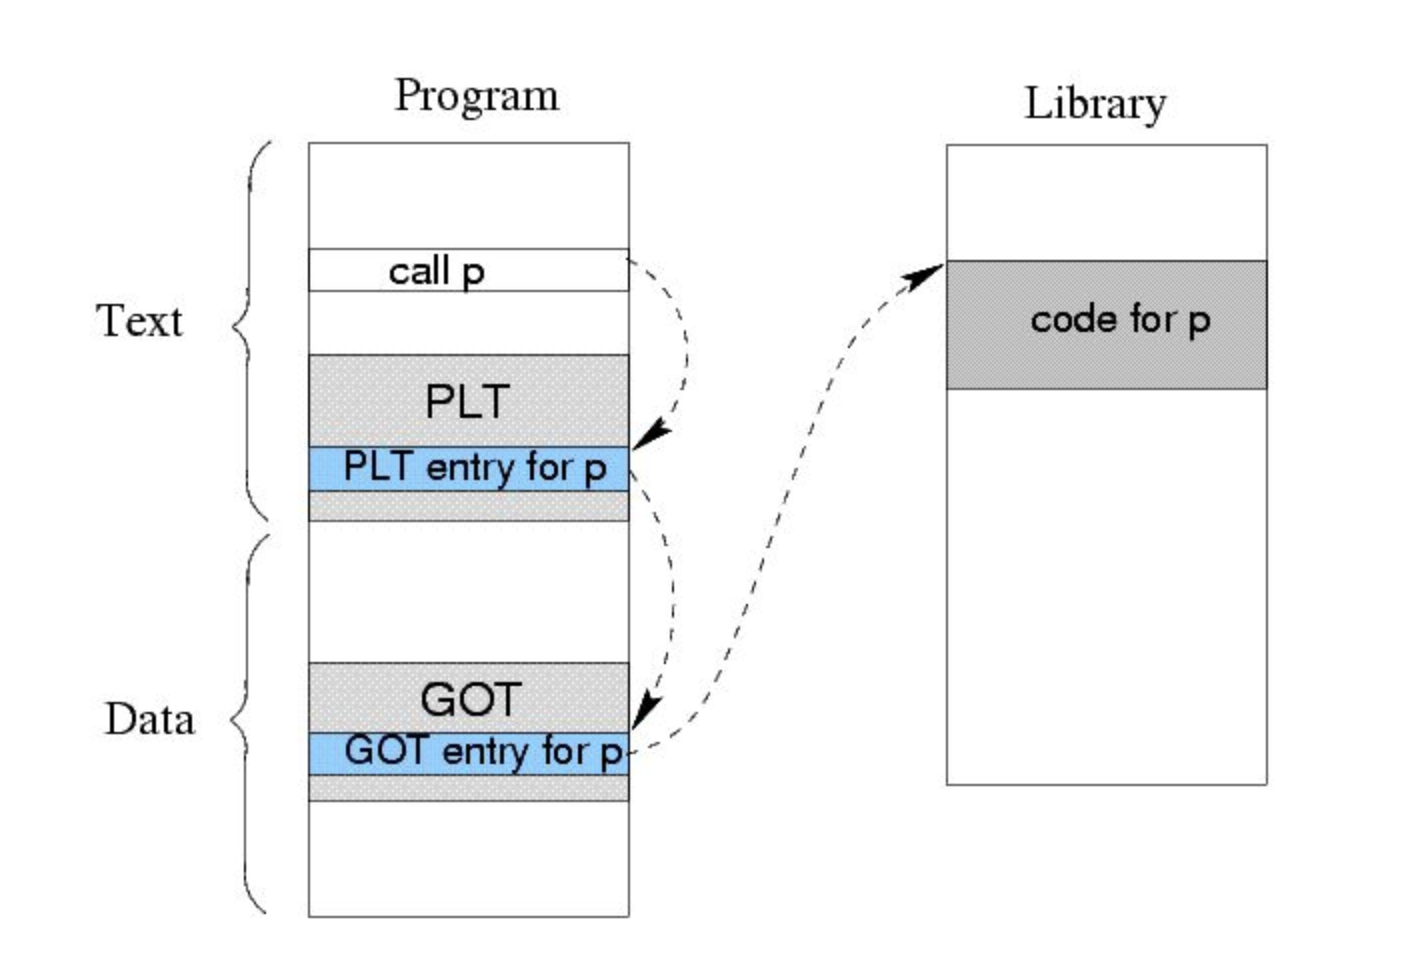 Program
Library
call p
code for p
Text
PLT
PLT entry for p
GOT
Data
GOT entry for p